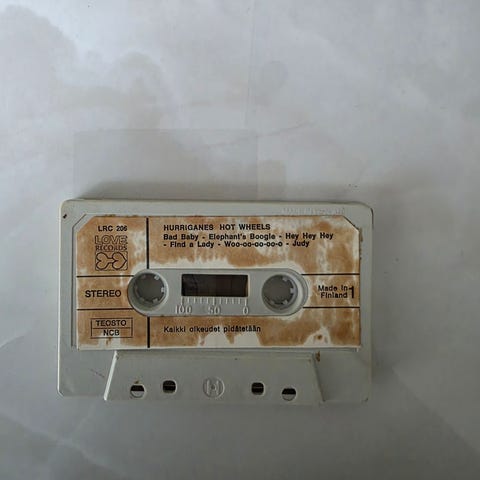 LRC 206
LOVE
RECORDS
STEREO
TEOSTO
NCB
HURRIGANES HOT WHEELS
Bad Baby - Elephant's Boogie - Hey Hey Hey
- Find a Lady - Woo-oo-oo-oo-o - Judy
100 50 0
Made in
Finland 1
Kaikki oikeudet pidätetään